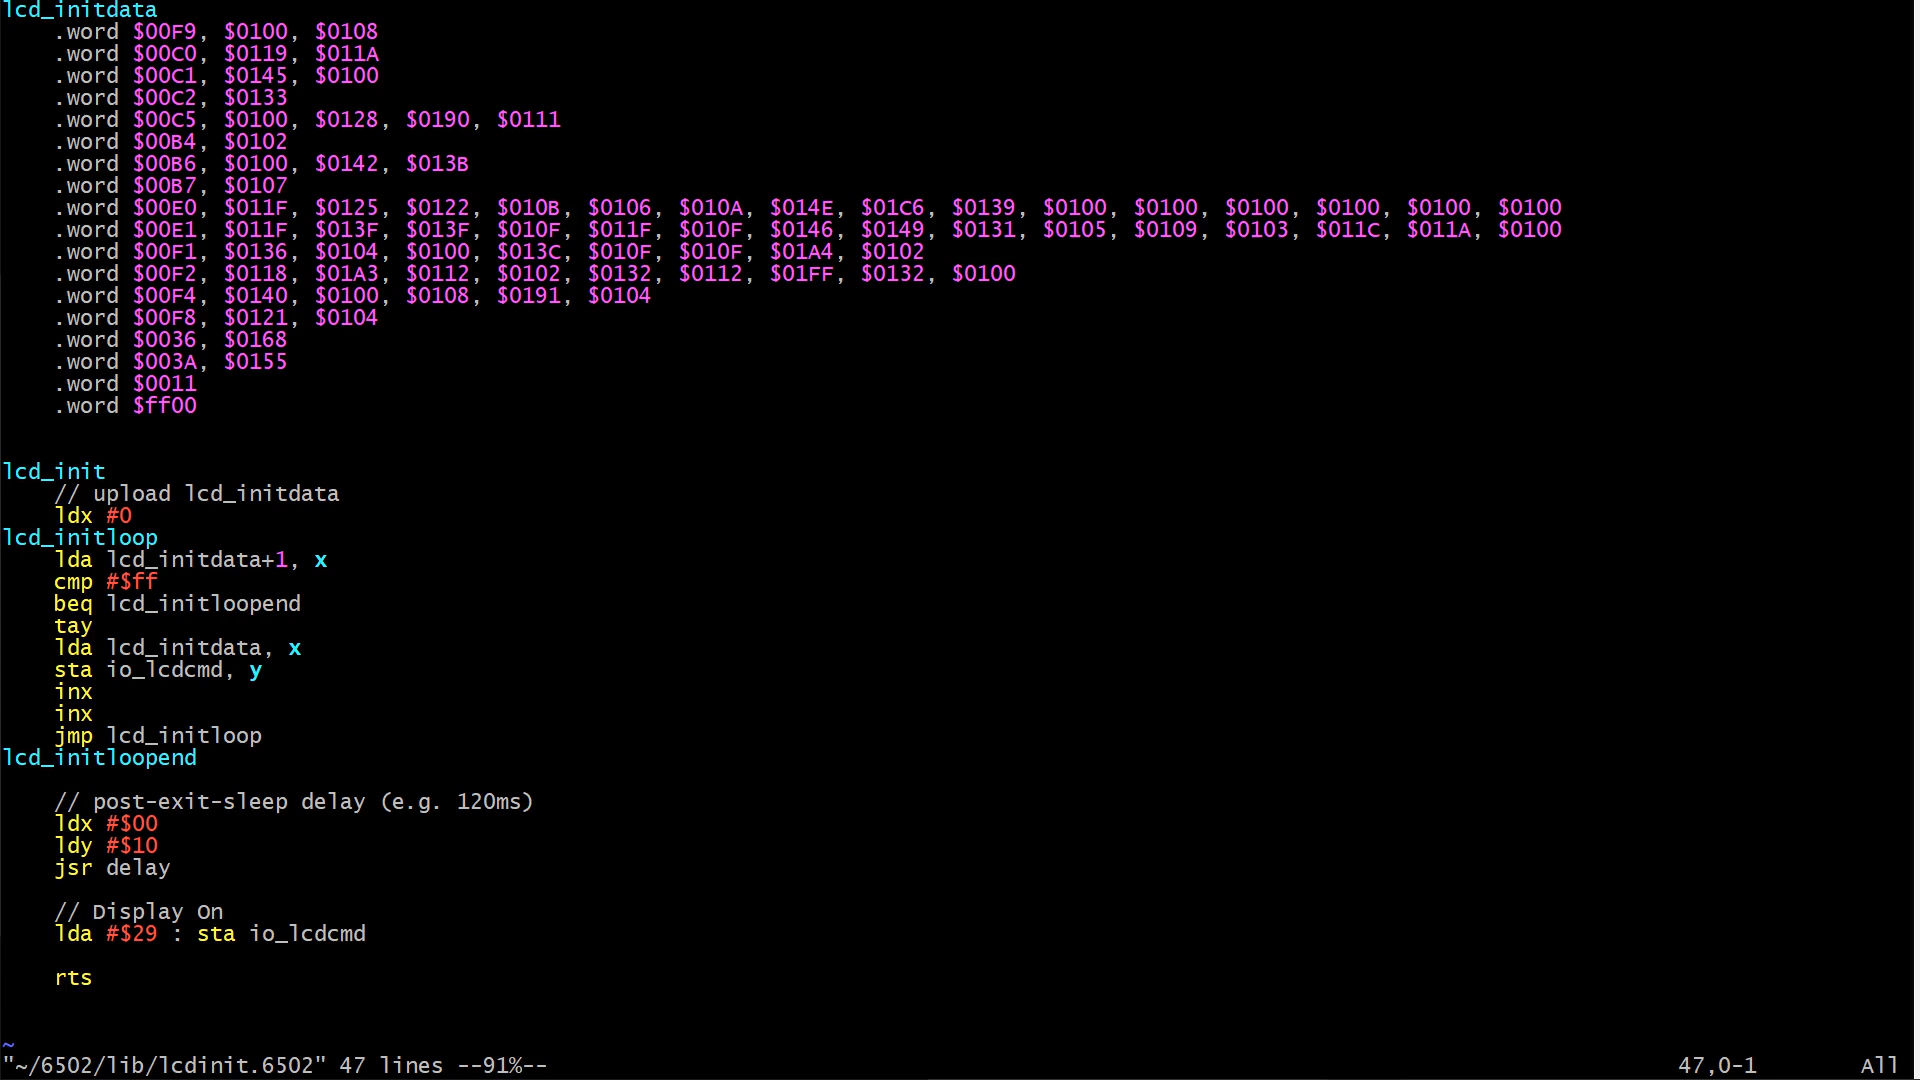 lcd_initdata
    .word $00F9, $0100, $0108
    .word $00C0, $0119, $011A
    .word $00C1, $0145, $0100
    .word $00C2, $0133
    .word $00C5, $0100, $0128, $0190, $0111
    .word $00B4, $0102
    .word $00B6, $0100, $0142, $013B
    .word $00B7, $0107
    .word $00E0, $011F, $0125, $0122, $010B, $0106, $010A, $014E, $01C6, $0139, $0100, $0100, $0100, $0100, $0100, $0100
    .word $00E1, $011F, $013F, $013F, $010F, $011F, $010F, $0146, $0149, $0131, $0105, $0109, $0103, $011C, $011A, $0100
    .word $00F1, $0136, $0104, $0100, $013C, $010F, $010F, $01A4, $0102
    .word $00F2, $0118, $01A3, $0112, $0102, $0132, $0112, $01FF, $0132, $0100
    .word $00F4, $0140, $0100, $0108, $0191, $0104
    .word $00F8, $0121, $0104
    .word $0036, $0168
    .word $003A, $0155
    .word $0011
    .word $ff00
lcd_init
    // upload lcd_initdata
    ldx #0
lcd_initloop
    lda lcd_initdata+1, x
    cmp #$ff
    beq lcd_initloopend
    tay
    lda lcd_initdata, x
    sta io_lcdcmd, y
    inx
    inx
    jmp lcd_initloop
lcd_initloopend
    // post-exit-sleep delay (e.g. 120ms)
    ldx #$00
    ldy #$10
    jsr delay
    // Display On
    lda #$29 : sta io_lcdcmd
    rts
~
"~/6502/lib/lcdinit.6502" 47 lines --91%--    47,0-1    All